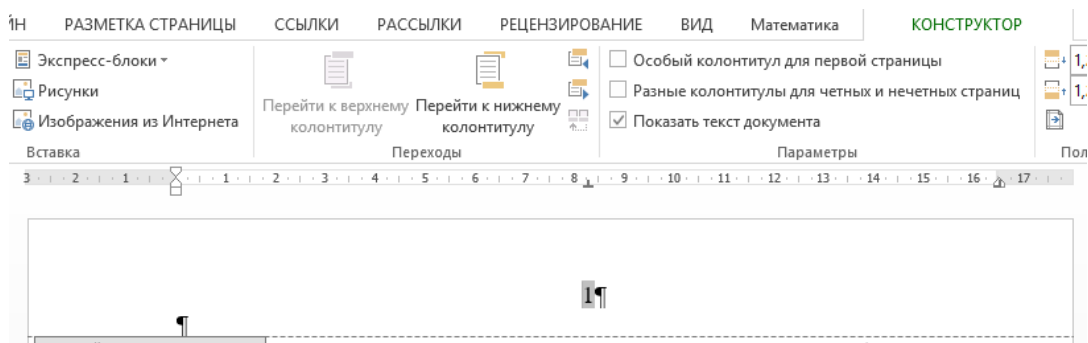 ЙН РАЗМЕТКА СТРАНИЦЫ ССЫЛКИ РАССЫЛКИ РЕЦЕНЗИРОВАНИЕ ВИД Математика КОНСТРУКТОР
Экспресс-блоки
Рисунки
Изображения из Интернета
Вставка
Перейти к верхнему колонтитулу
Перейти к нижнему колонтитулу
Переходы
Особый колонтитул для первой страницы
Разные колонтитулы для четных и нечетных страниц
Показать текст документа
Параметры
1,
1,
Пол
3 2 1 1 2 3 4 5 6 7 8 9 10 11 12 13 14 15 16 17
1¶
¶